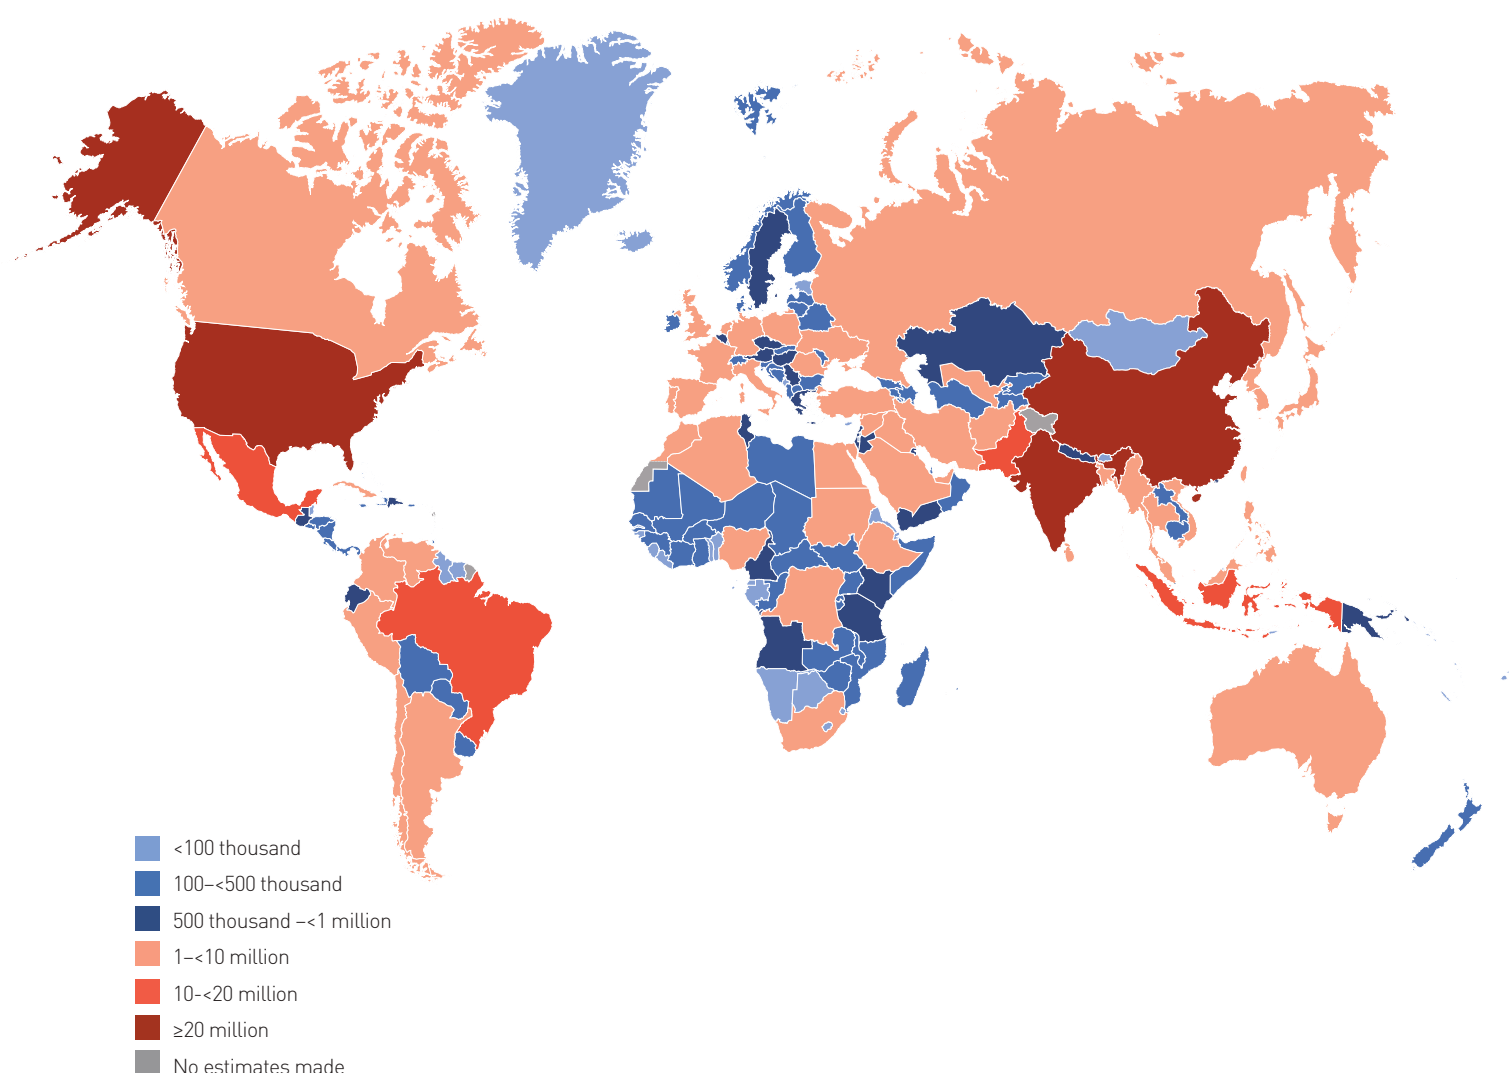 <100 thousand
100–<500 thousand
500 thousand –<1 million
1–<10 million
10-<20 million
≥20 million
No estimates made